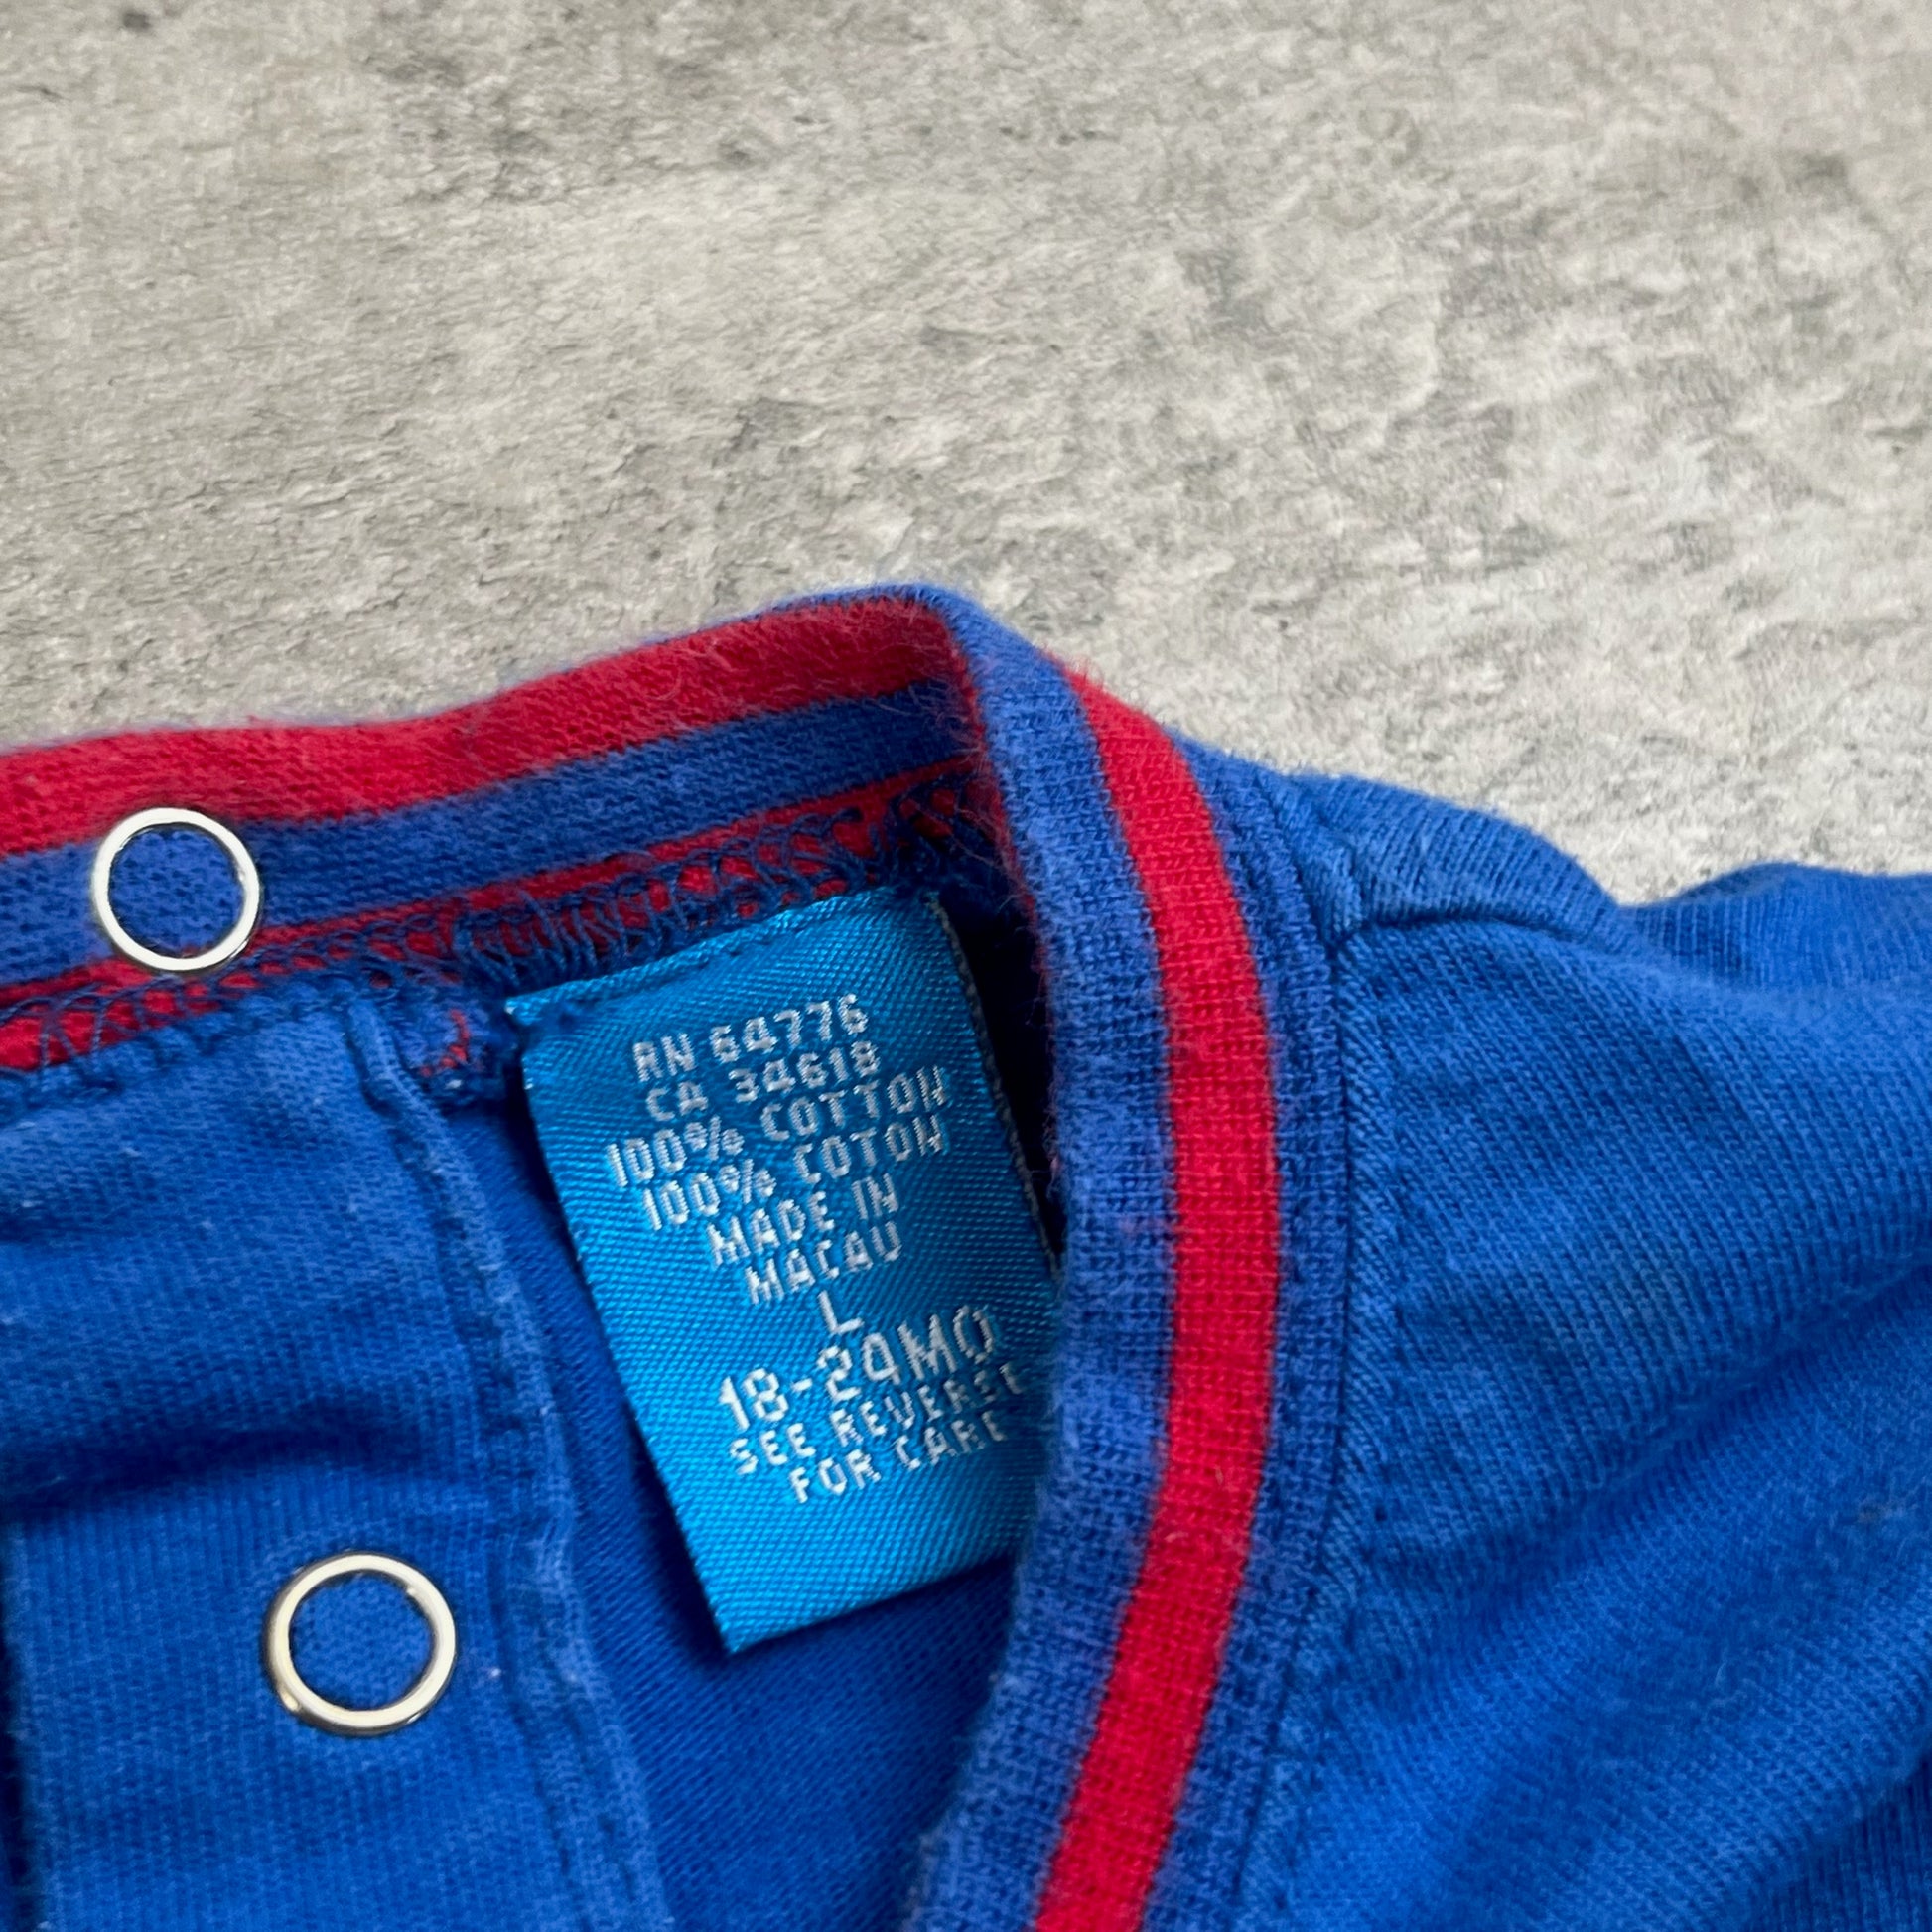 RN 64776
CA 34618
100% COTTON
100% COTON
MADE IN
MACAU
L
18-24MO
SEE REVERSE
FOR CARE